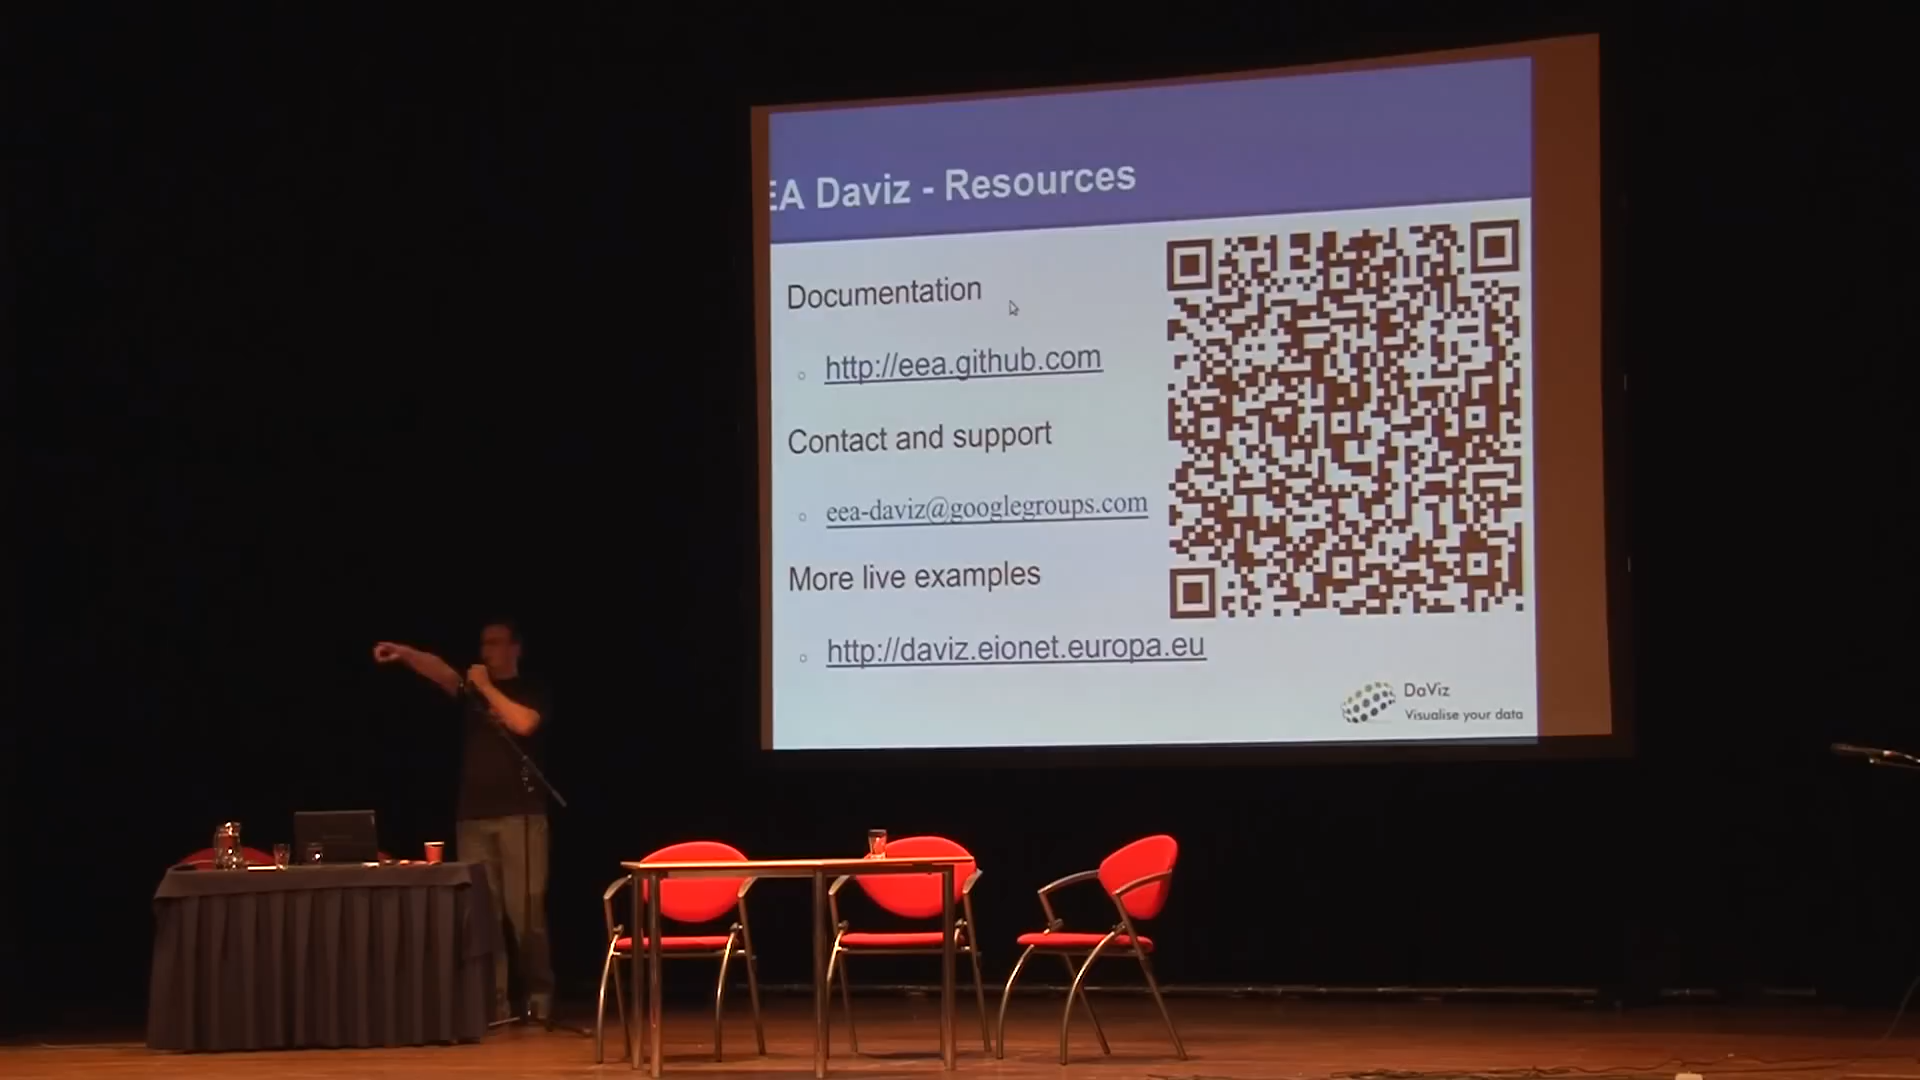 EA Daviz - Resources
Documentation
http://eea.github.com
Contact and support
eea-daviz@googlegroups.com
More live examples
http://daviz.eionet.europa.eu
DaViz
Visualise your data